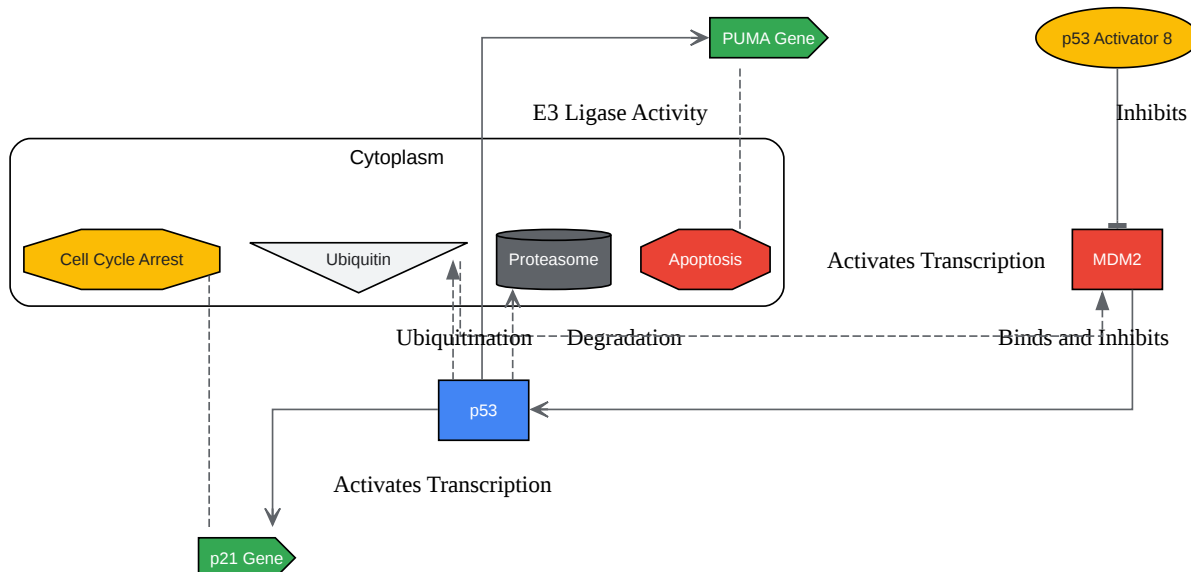 PUMA Gene
p53 Activator 8
E3 Ligase Activity
Inhibits
Cytoplasm
Cell Cycle Arrest
Ubiquitin
Proteasome
Apoptosis
Activates Transcription
MDM2
Ubiquitination
Degradation
Binds and Inhibits
p53
Activates Transcription
p21 Gene